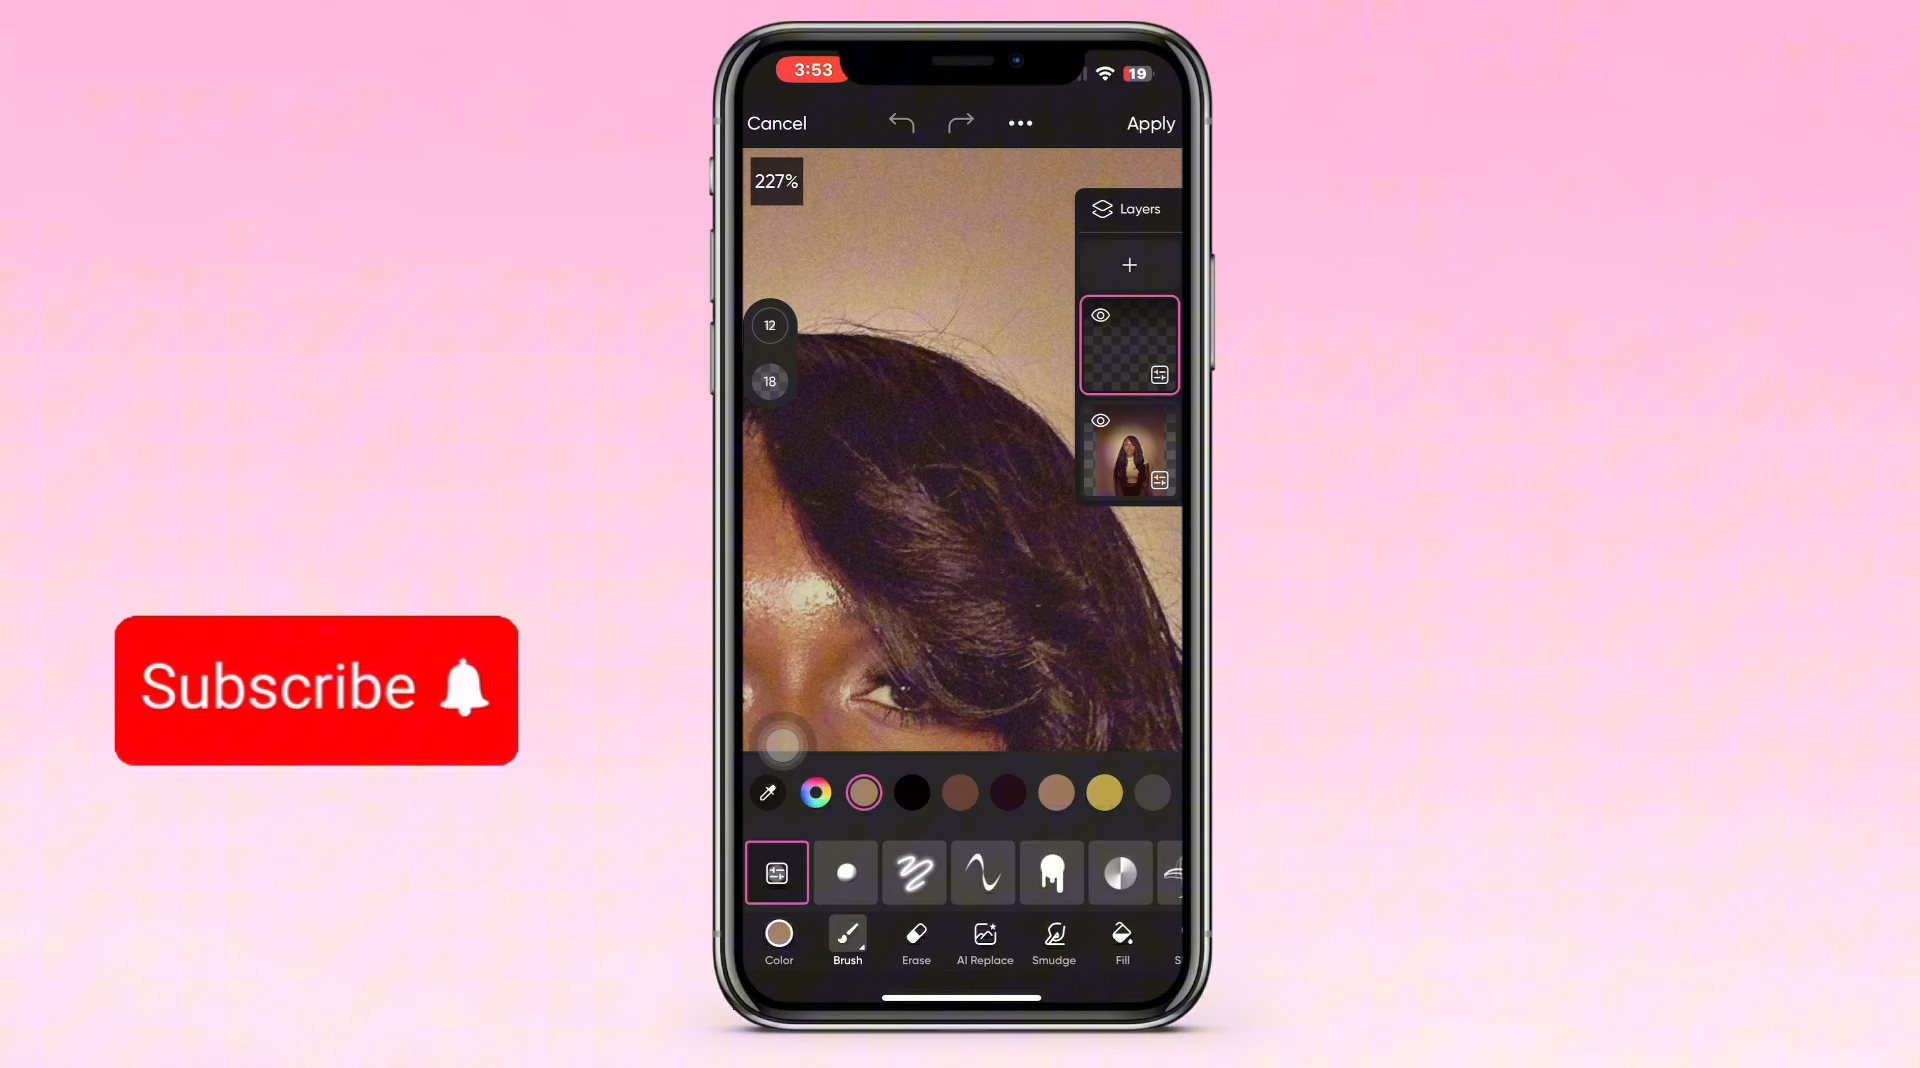 3:53
19
Cancel
Apply
227%
Layers
12
18
Subscribe
Color
Brush
Erase
AI Replace
Smudge
Fill